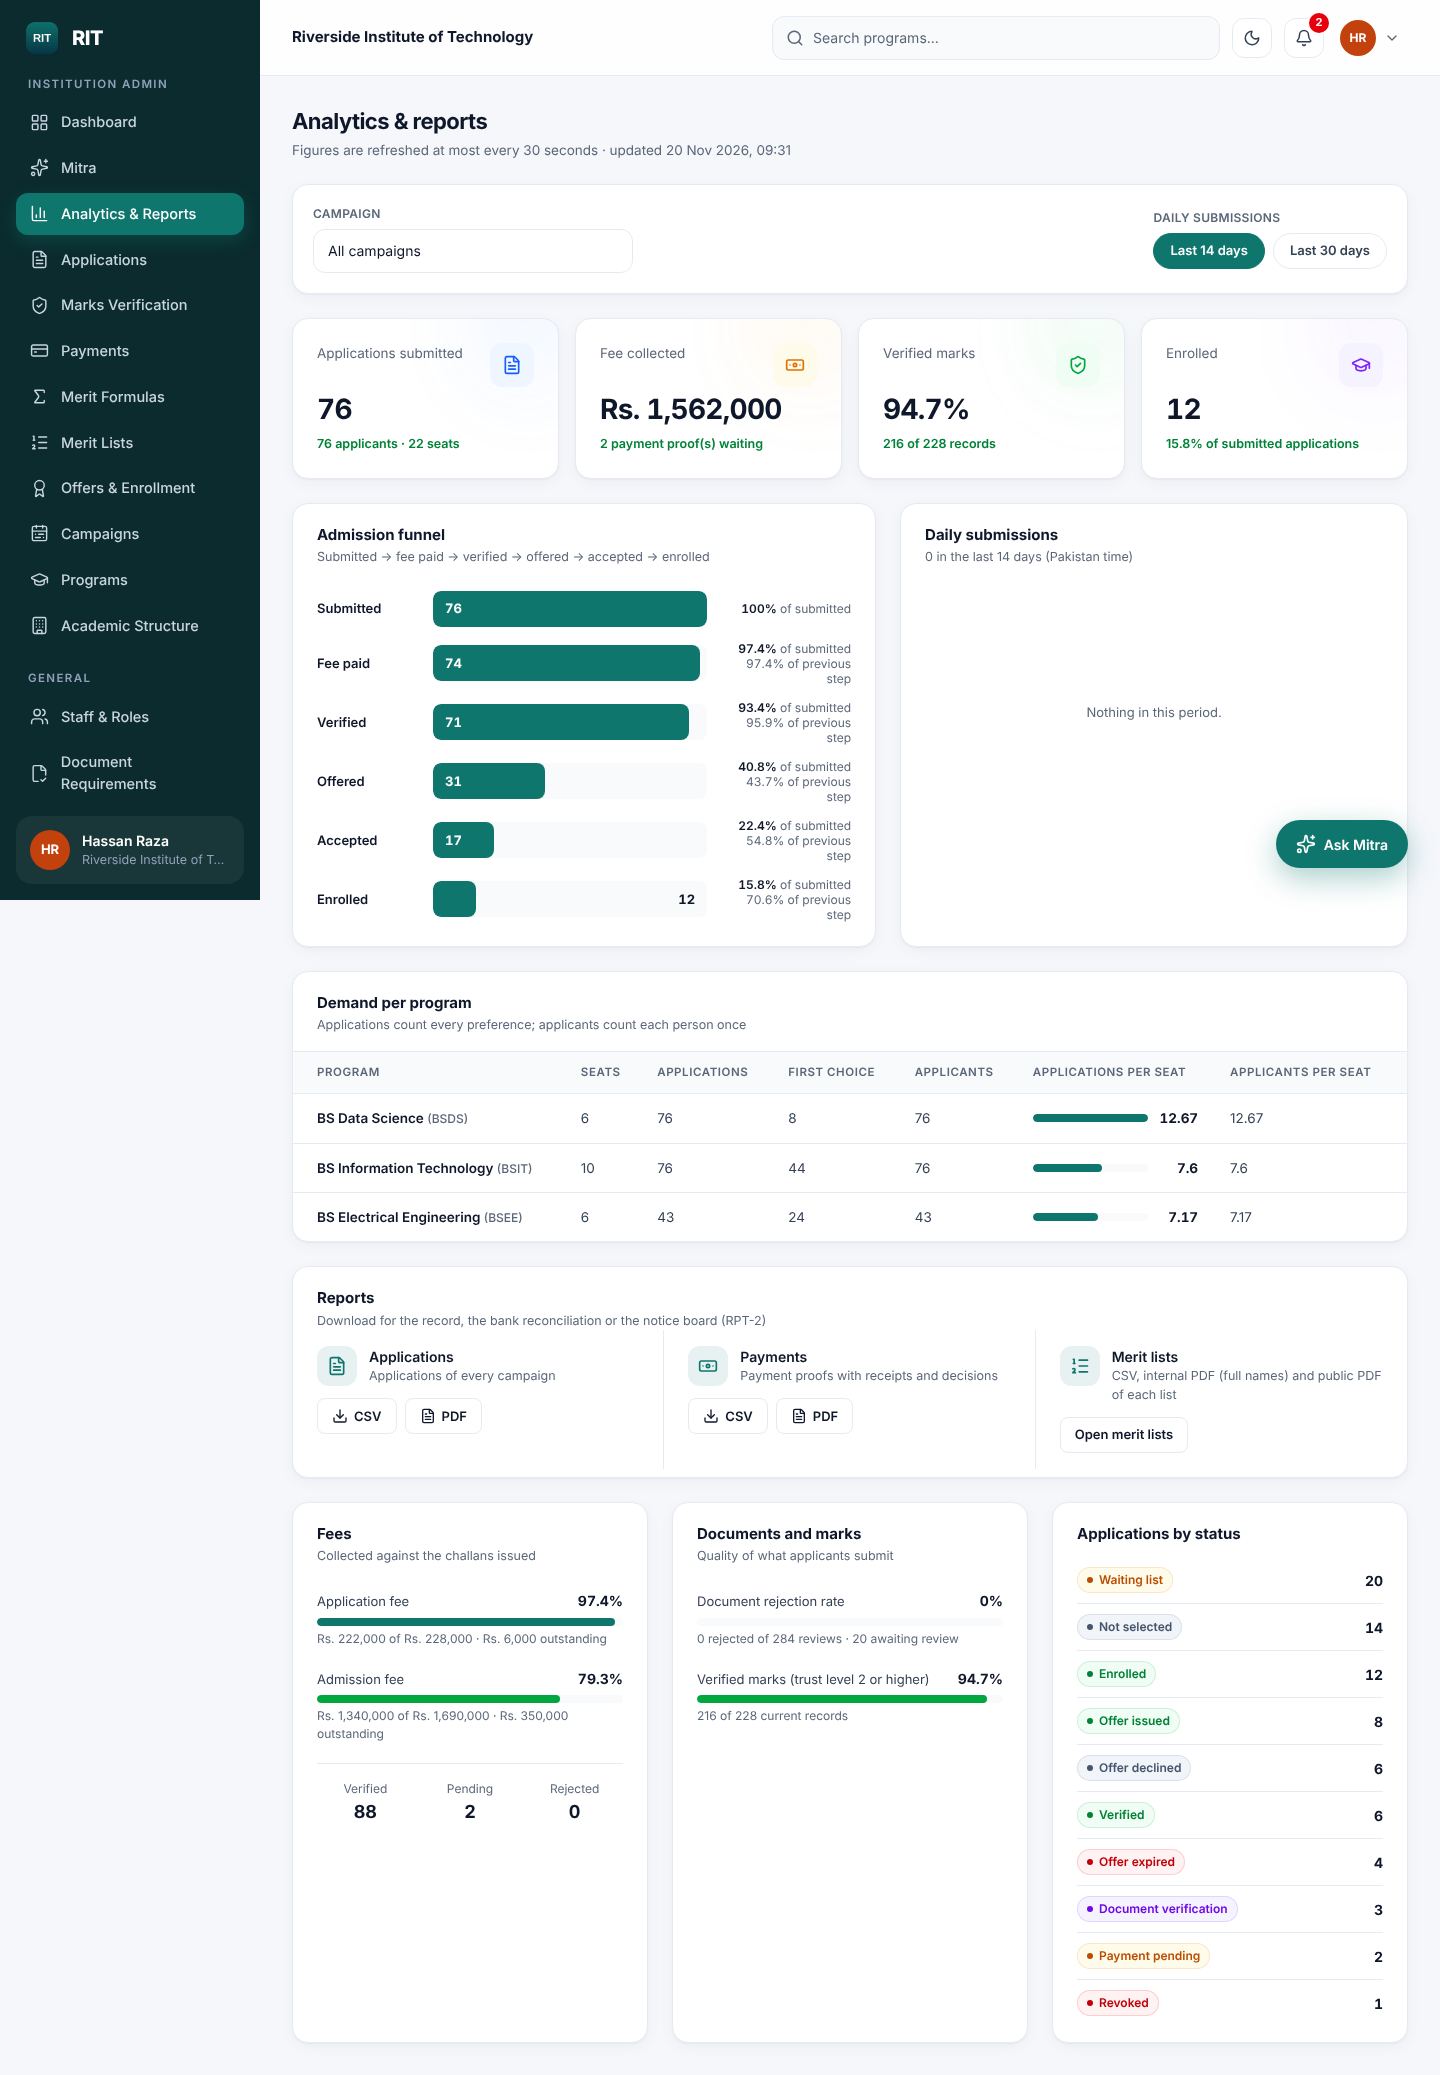 RIT
RIT
INSTITUTION ADMIN
Dashboard
Mitra
Analytics & Reports
Applications
Marks Verification
Payments
Merit Formulas
Merit Lists
Offers & Enrollment
Campaigns
Programs
Academic Structure
GENERAL
Staff & Roles
Document
Requirements
HR
Hassan Raza
Riverside Institute of T...
Riverside Institute of Technology
Search programs...
2
HR
Analytics & reports
Figures are refreshed at most every 30 seconds · updated 20 Nov 2026, 09:31
CAMPAIGN
All campaigns
DAILY SUBMISSIONS
Last 14 days
Last 30 days
Applications submitted
76
76 applicants · 22 seats
Fee collected
Rs. 1,562,000
2 payment proof(s) waiting
Verified marks
94.7%
216 of 228 records
Enrolled
12
15.8% of submitted applications
Admission funnel
Submitted → fee paid → verified → offered → accepted → enrolled
Submitted 76 100% of submitted
Fee paid 74 97.4% of submitted
97.4% of previous
step
Verified 71 93.4% of submitted
95.9% of previous
step
Offered 31 40.8% of submitted
43.7% of previous
step
Accepted 17 22.4% of submitted
54.8% of previous
step
Enrolled 12 15.8% of submitted
70.6% of previous
step
Daily submissions
0 in the last 14 days (Pakistan time)
Nothing in this period.
Ask Mitra
Demand per program
Applications count every preference; applicants count each person once
PROGRAM SEATS APPLICATIONS FIRST CHOICE APPLICANTS APPLICATIONS PER SEAT APPLICANTS PER SEAT
BS Data Science (BSDS) 6 76 8 76 12.67 12.67
BS Information Technology (BSIT) 10 76 44 76 7.6 7.6
BS Electrical Engineering (BSEE) 6 43 24 43 7.17 7.17
Reports
Download for the record, the bank reconciliation or the notice board (RPT-2)
Applications
Applications of every campaign
CSV PDF
Payments
Payment proofs with receipts and decisions
CSV PDF
Merit lists
CSV, internal PDF (full names) and public PDF
of each list
Open merit lists
Fees
Collected against the challans issued
Application fee 97.4%
Rs. 222,000 of Rs. 228,000 · Rs. 6,000 outstanding
Admission fee 79.3%
Rs. 1,340,000 of Rs. 1,690,000 · Rs. 350,000
outstanding
Verified Pending Rejected
88 2 0
Documents and marks
Quality of what applicants submit
Document rejection rate 0%
0 rejected of 284 reviews · 20 awaiting review
Verified marks (trust level 2 or higher) 94.7%
216 of 228 current records
Applications by status
Waiting list 20
Not selected 14
Enrolled 12
Offer issued 8
Offer declined 6
Verified 6
Offer expired 4
Document verification 3
Payment pending 2
Revoked 1